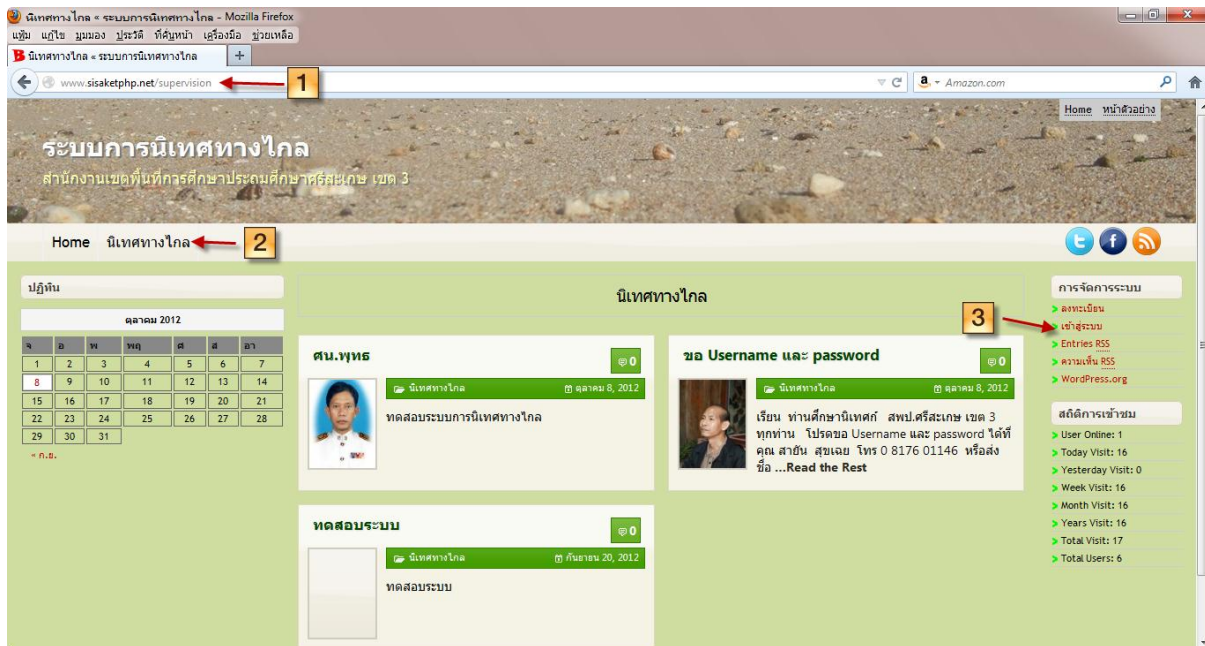 นิเทศทางไกล « ระบบการนิเทศทางไกล - Mozilla Firefox
แฟ้ม แก้ไข มุมมอง ประวัติ ที่คั่นหน้า เครื่องมือ ช่วยเหลือ
นิเทศทางไกล « ระบบการนิเทศทางไกล
www.sisaketphp.net/supervision
1
Amazon.com
Home หน้าตัวอย่าง
ระบบการนิเทศทางไกล
สำนักงานเขตพื้นที่การศึกษาประถมศึกษาศรีสะเกษ เขต 3
Home นิเทศทางไกล
2
ปฏิทิน
ตุลาคม 2012
จ อ พ พฤ ศ ส อา
1 2 3 4 5 6 7
8 9 10 11 12 13 14
15 16 17 18 19 20 21
22 23 24 25 26 27 28
29 30 31
« ก.ย.
นิเทศทางไกล
ศน.พุทธ
0
นิเทศทางไกล ตุลาคม 8, 2012
ทดสอบระบบการนิเทศทางไกล
ขอ Username และ password
0
นิเทศทางไกล ตุลาคม 8, 2012
เรียน ท่านศึกษานิเทศก์ สพป.ศรีสะเกษ เขต 3
ทุกท่าน โปรดขอ Username และ password ได้ที่
คุณ สายัน สุขเฉย โทร 0 8176 01146 หรือส่ง
ชื่อ ...Read the Rest
ทดสอบระบบ
0
นิเทศทางไกล กันยายน 20, 2012
ทดสอบระบบ
การจัดการระบบ
3
ลงทะเบียน
เข้าสู่ระบบ
Entries RSS
ความเห็น RSS
WordPress.org
สถิติการเข้าชม
User Online: 1
Today Visit: 16
Yesterday Visit: 0
Week Visit: 16
Month Visit: 16
Years Visit: 16
Total Visit: 17
Total Users: 6